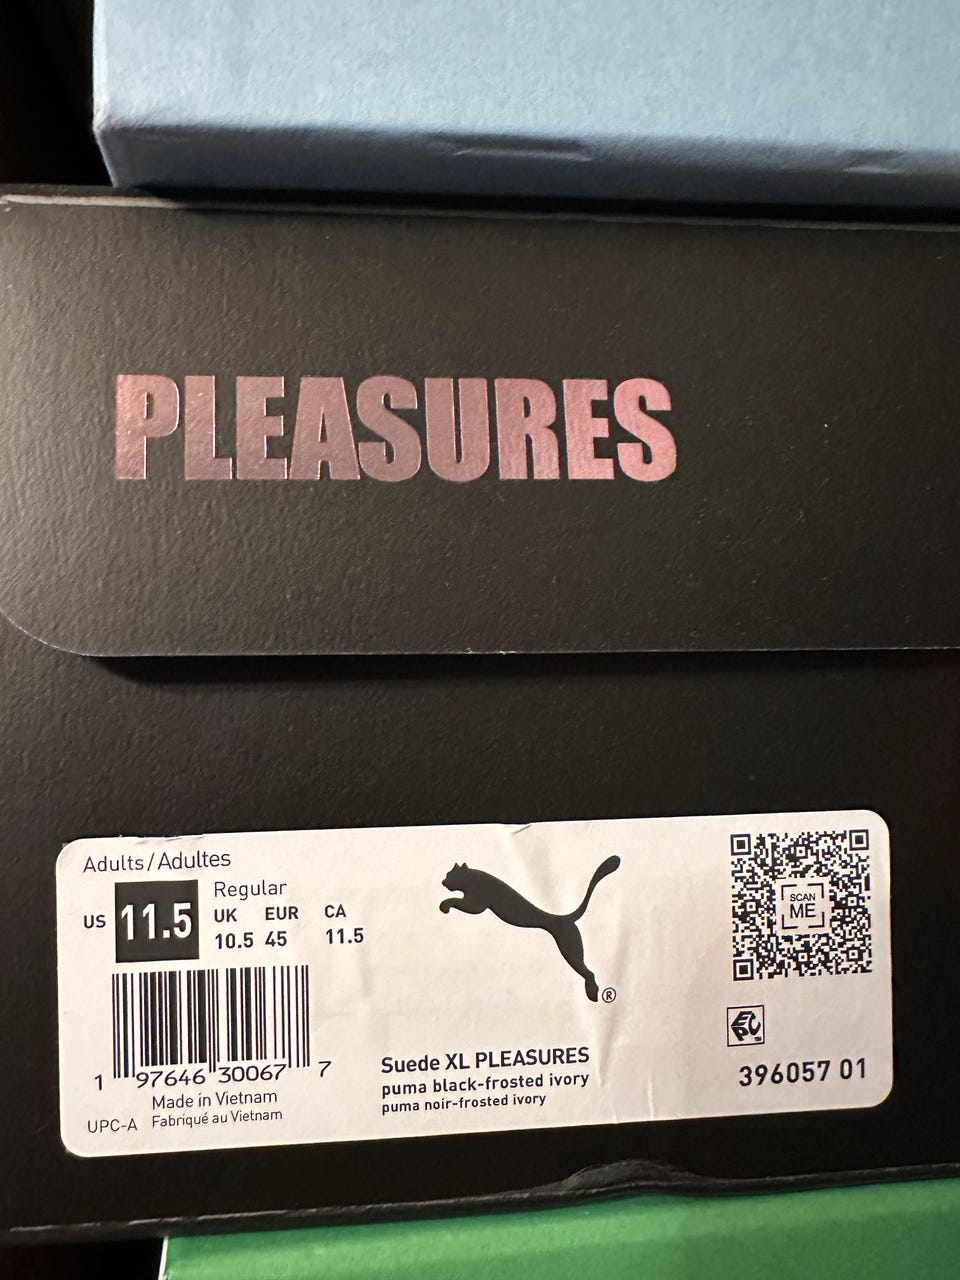 PLEASURES
Adults/Adultes
US 11.5
Regular
UK EUR CA
10.5 45 11.5
1 97646 30067 7
Made in Vietnam
UPC-A Fabriqué au Vietnam
®
Suede XL PLEASURES
puma black-frosted ivory
puma noir-frosted ivory
SCAN
ME
EPC
396057 01